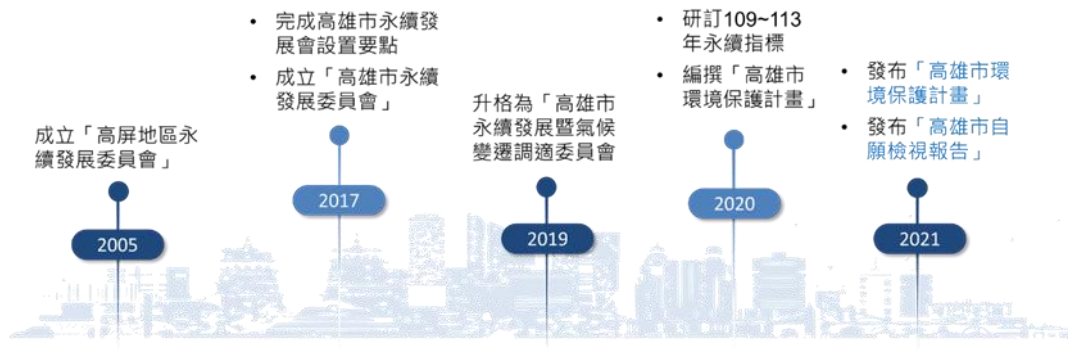 成立「高屏地區永
續發展委員會」
2005
• 完成高雄市永續發
展會設置要點
• 成立「高雄市永續
發展委員會」
2017
升格為「高雄市
永續發展暨氣候
變遷調適委員會
2019
• 研訂109~113
年永續指標
• 編撰「高雄市
環境保護計畫」
2020
• 發布「高雄市環
境保護計畫」
• 發布「高雄市自
願檢視報告」
2021